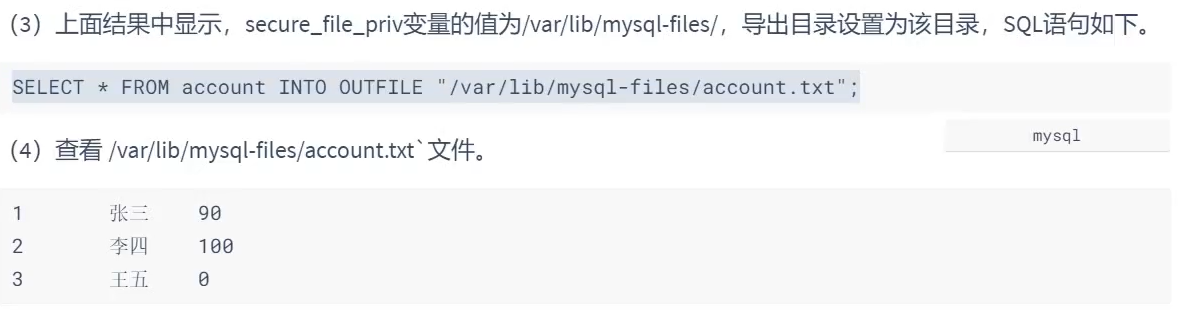 （3）上面结果中显示，secure_file_priv变量的值为/var/lib/mysql-files/，导出目录设置为该目录，SQL语句如下。
SELECT * FROM account INTO OUTFILE "/var/lib/mysql-files/account.txt";
mysql
（4）查看 /var/lib/mysql-files/account.txt`文件。
1 张三 90
2 李四 100
3 王五 0